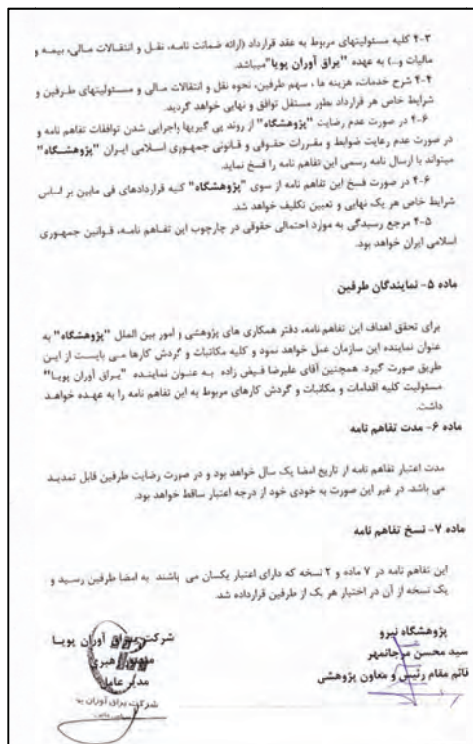 ۴-۳ کلیه مسئولیتهای مربوط به عقد قرارداد (ارائه ضمانت نامه، نقل و انتقالات مالی، بیمه و
مالیات و...) به عهده "یراق آوران پویا" میباشد.
۴-۴ شرح خدمات، هزینه ها ، سهم طرفین، نحوه نقل و انتقالات مالی و مسئولیتهای طرفین و
شرایط خاص هر قرارداد بطور مستقل توافق و نهایی خواهد گردید.
۴-۶ در صورت عدم رضایت "پژوهشگاه" از روند پی گیریها واجرایی شدن توافقات تفاهم نامه و
در صورت عدم رعایت ضوابط و مقررات حقوقی و قانونی جمهوری اسلامی ایران "پژوهشگاه"
میتواند با ارسال نامه رسمی این تفاهم نامه را فسخ نماید.
۴-۶ در صورت فسخ این تفاهم نامه از سوی "پژوهشگاه" کلیه قراردادهای فی مابین بر اساس
شرایط خاص هر یک نهایی و تعیین تکلیف خواهد شد.
۴-۵ مرجع رسیدگی به موارد احتمالی حقوقی در چارچوب این تفاهم نامه، قوانین جمهوری
اسلامی ایران خواهد بود.
ماده ۵- نمایندگان طرفین
برای تحقق اهداف این تفاهم نامه، دفتر همکاری های پژوهشی و امور بین الملل "پژوهشگاه" به
عنوان نماینده این سازمان عمل خواهد نمود و کلیه مکاتبات و گردش کارها می بایست از این
طریق صورت گیرد. همچنین آقای علیرضا فیض زاده به عنوان نماینده "یراق آوران پویا"
مسئولیت کلیه اقدامات و مکاتبات و گردش کارهای مربوط به این تفاهم نامه را به عهده خواهد
داشت.
ماده ۶- مدت تفاهم نامه
مدت اعتبار تفاهم نامه از تاریخ امضا یک سال خواهد بود و در صورت رضایت طرفین قابل تمدید
می باشد. در غیر این صورت به خودی خود از درجه اعتبار ساقط خواهد بود.
ماده ۷- نسخ تفاهم نامه
این تفاهم نامه در ۷ ماده و ۲ نسخه که دارای اعتبار یکسان می باشند به امضا طرفین رسید و
یک نسخه از آن در اختیار هر یک از طرفین قرارداده شد.
پژوهشگاه نیرو
سید محسن مرجانمهر
قائم مقام رئیس و معاون پژوهشی
شرکت یراق آوران پویا
مدیر عامل
شرکت یراق آوران